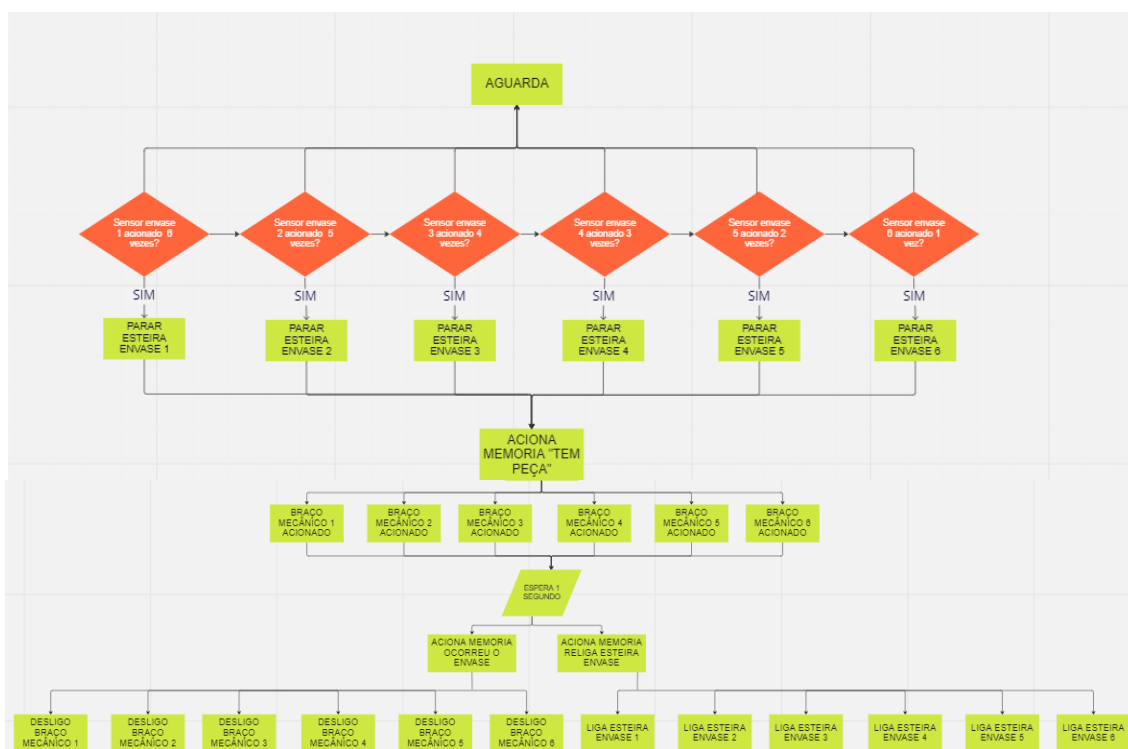 AGUARDA
Sensor envase
1 acionado 6
vezes?
Sensor envase
2 acionado 5
vezes?
Sensor envase
3 acionado 4
vezes?
Sensor envase
4 acionado 3
vezes?
Sensor envase
5 acionado 2
vezes?
Sensor envase
6 acionado 1
vez?
SIM
SIM
SIM
SIM
SIM
SIM
PARAR
ESTEIRA
ENVASE 1
PARAR
ESTEIRA
ENVASE 2
PARAR
ESTEIRA
ENVASE 3
PARAR
ESTEIRA
ENVASE 4
PARAR
ESTEIRA
ENVASE 5
PARAR
ESTEIRA
ENVASE 6
ACIONA
MEMORIA "TEM
PEÇA"
BRAÇO
MECÂNICO 1
ACIONADO
BRAÇO
MECÂNICO 2
ACIONADO
BRAÇO
MECÂNICO 3
ACIONADO
BRAÇO
MECÂNICO 4
ACIONADO
BRAÇO
MECÂNICO 5
ACIONADO
BRAÇO
MECÂNICO 6
ACIONADO
ESPERA 1
SEGUNDO
ACIONA MEMORIA
OCORREU O
ENVASE
ACIONA MEMORIA
RELIGA ESTEIRA
ENVASE
DESLIGO
BRAÇO
MECÂNICO 1
DESLIGO
BRAÇO
MECÂNICO 2
DESLIGO
BRAÇO
MECÂNICO 3
DESLIGO
BRAÇO
MECÂNICO 4
DESLIGO
BRAÇO
MECÂNICO 5
DESLIGO
BRAÇO
MECÂNICO 6
LIGA ESTEIRA
ENVASE 1
LIGA ESTEIRA
ENVASE 2
LIGA ESTEIRA
ENVASE 3
LIGA ESTEIRA
ENVASE 4
LIGA ESTEIRA
ENVASE 5
LIGA ESTEIRA
ENVASE 6